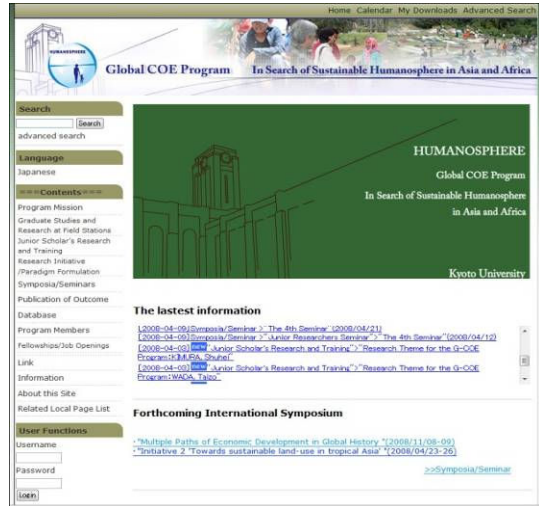 Home Calendar My Downloads Advanced Search
HUMANOSPHERE
Global COE Program In Search of Sustainable Humanosphere in Asia and Africa
Search
Search
advanced search
Language
Japanese
===Contents===
Program Mission
Graduate Studies and
Research at Field Stations
Junior Scholar's Research
and Training
Research Initiative
/Paradigm Formulation
Symposia/Seminars
Publication of Outcome
Database
Program Members
Fellowships/Job Openings
Link
Information
About this Site
Related Local Page List
User Functions
Username
Password
Login
HUMANOSPHERE
Global COE Program
In Search of Sustainable Humanosphere
in Asia and Africa
Kyoto University
The lastest information
[2008-04-09]Symposia/Seminar > "The 4th Seminar"(2008/04/21)
[2008-04-08]Symposia/Seminar >"Junior Researchers Seminar">"The 4th Seminar"(2008/04/12)
[2008-04-03] new "Junior Scholar's Research and Training">"Research Theme for the G-COE
Program:KIMURA, Shuhei"
[2008-04-03] new "Junior Scholar's Research and Training">"Research Theme for the G-COE
Program:WADA, Taizo"
Forthcoming International Symposium
・"Multiple Paths of Economic Development in Global History "(2008/11/08-09)
・"Initiative 2 'Towards sustainable land-use in tropical Asia' "(2008/04/23-26)
>>Symposia/Seminar